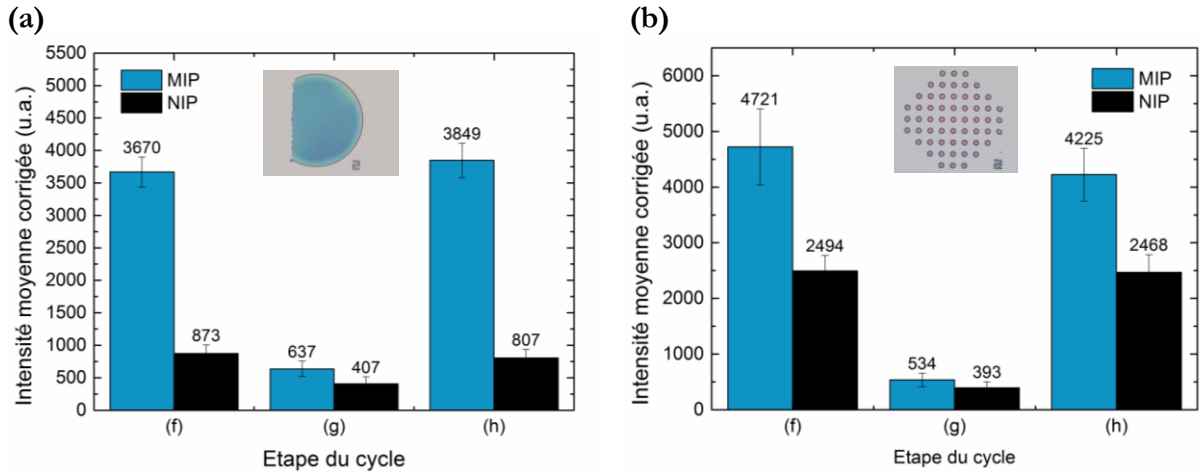 (a)
Intensité moyenne corrigée (u.a.)
5500
5000
4500
4000
3500
3000
2500
2000
1500
1000
500
0
MIP
NIP
3670
873
637
407
3849
807
(f)
(g)
(h)
Etape du cycle
(b)
Intensité moyenne corrigée (u.a.)
6000
5000
4000
3000
2000
1000
0
MIP
NIP
4721
2494
534
393
4225
2468
(f)
(g)
(h)
Etape du cycle